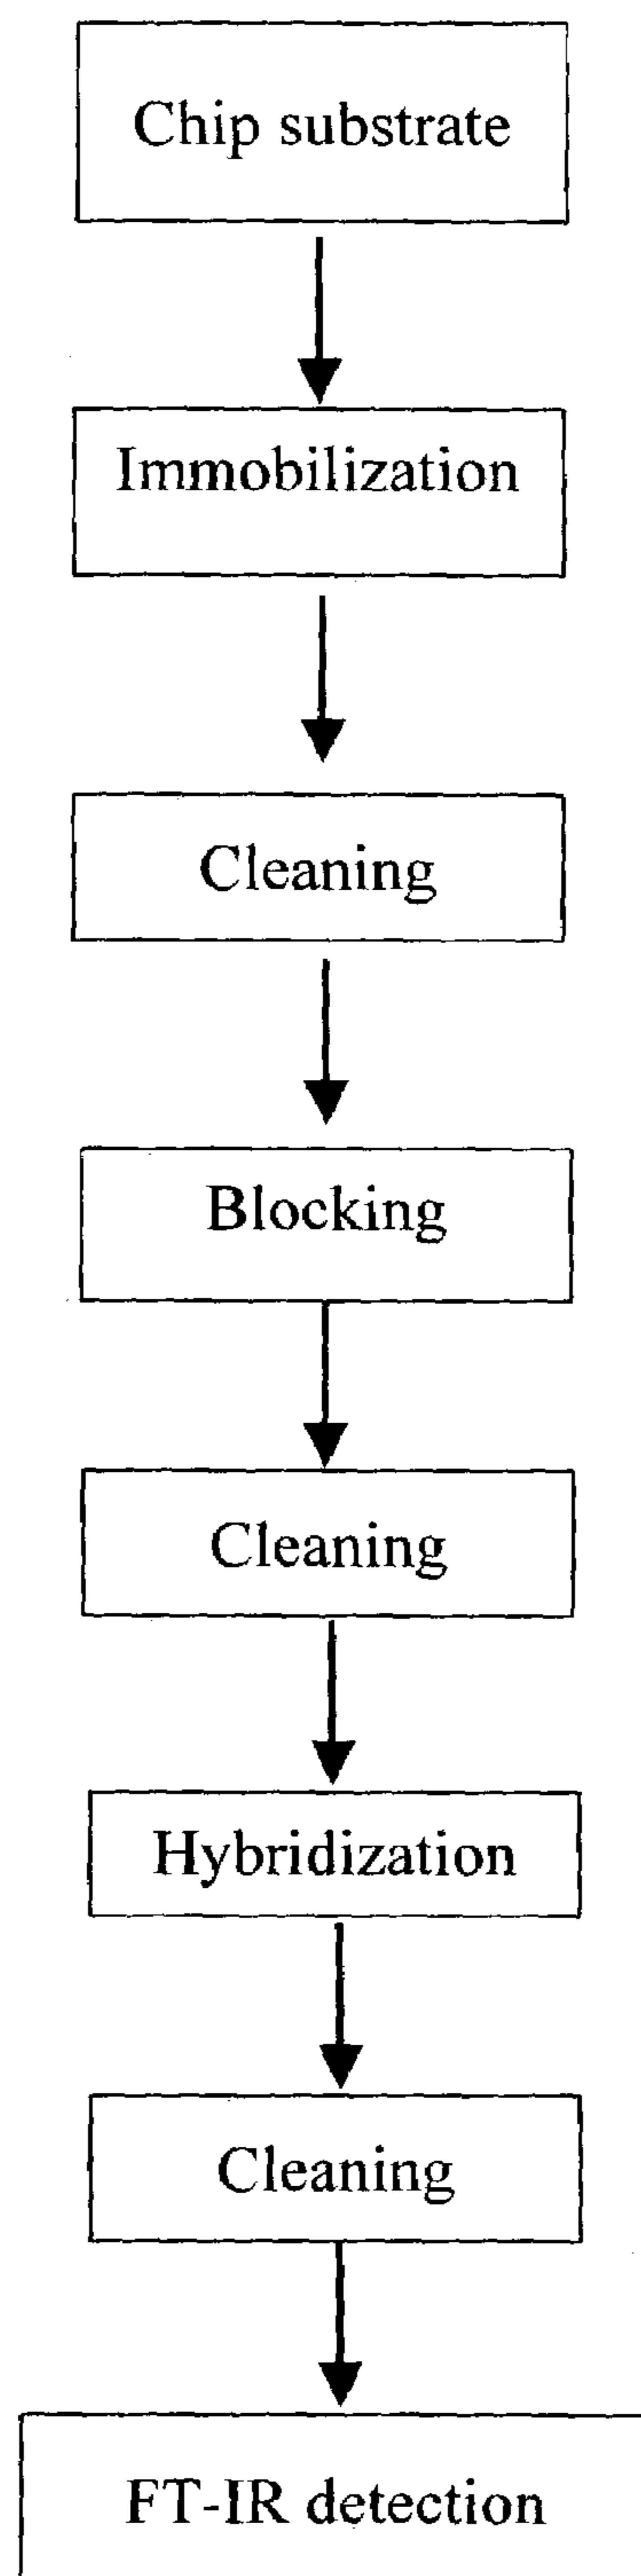 Chip substrate
Immobilization
Cleaning
Blocking
Cleaning
Hybridization
Cleaning
FT-IR detection